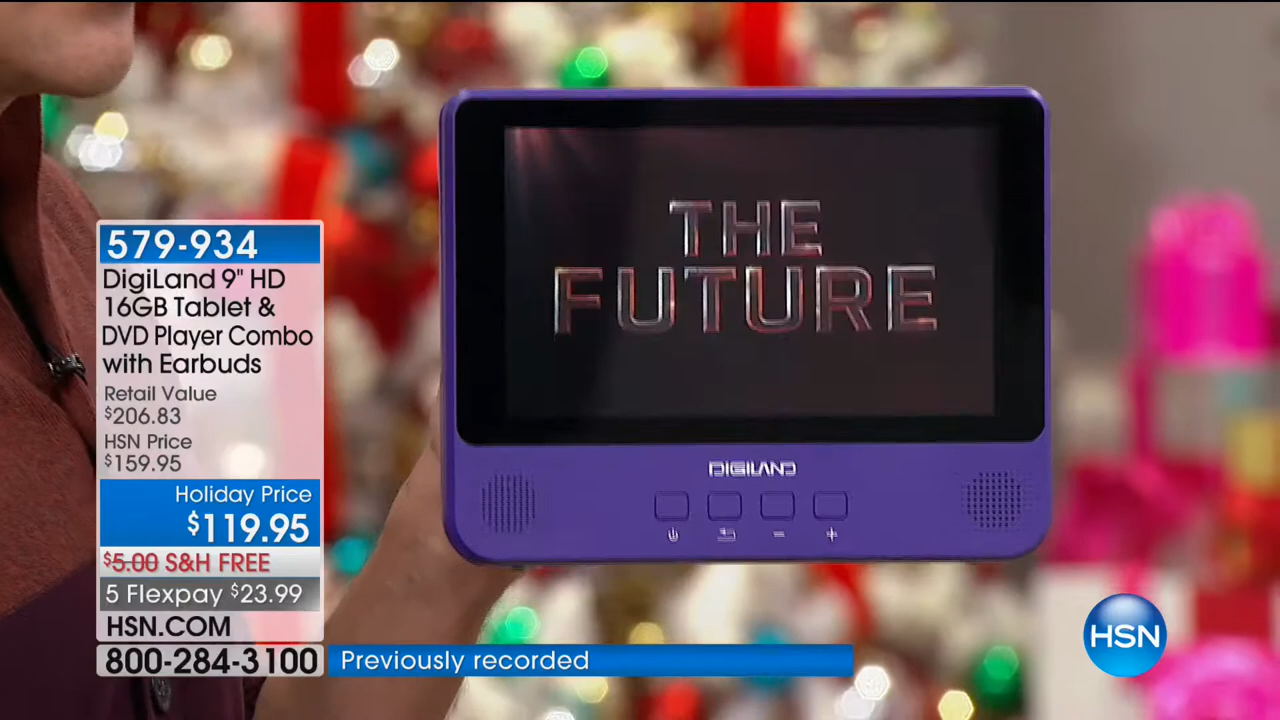 579-934
DigiLand 9" HD
16GB Tablet &
DVD Player Combo
with Earbuds
Retail Value
$206.83
HSN Price
$159.95
Holiday Price
$119.95
$5.00 S&H FREE
5 Flexpay $23.99
HSN.COM
800-284-3100
Previously recorded
THE
FUTURE
DIGILAND
HSN